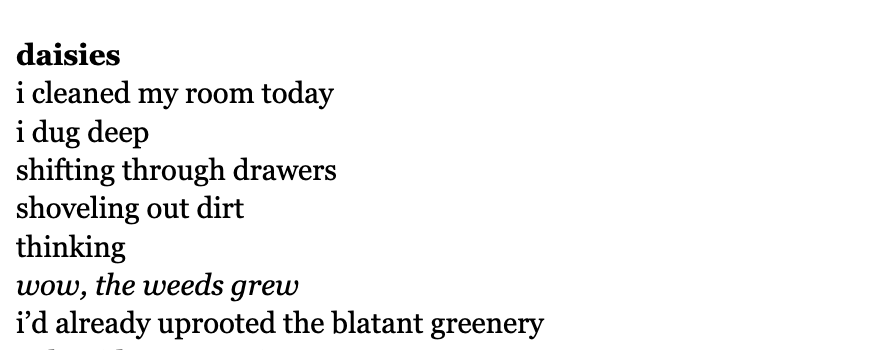 daisies
i cleaned my room today
i dug deep
shifting through drawers
shoveling out dirt
thinking
wow, the weeds grew
i’d already uprooted the blatant greenery